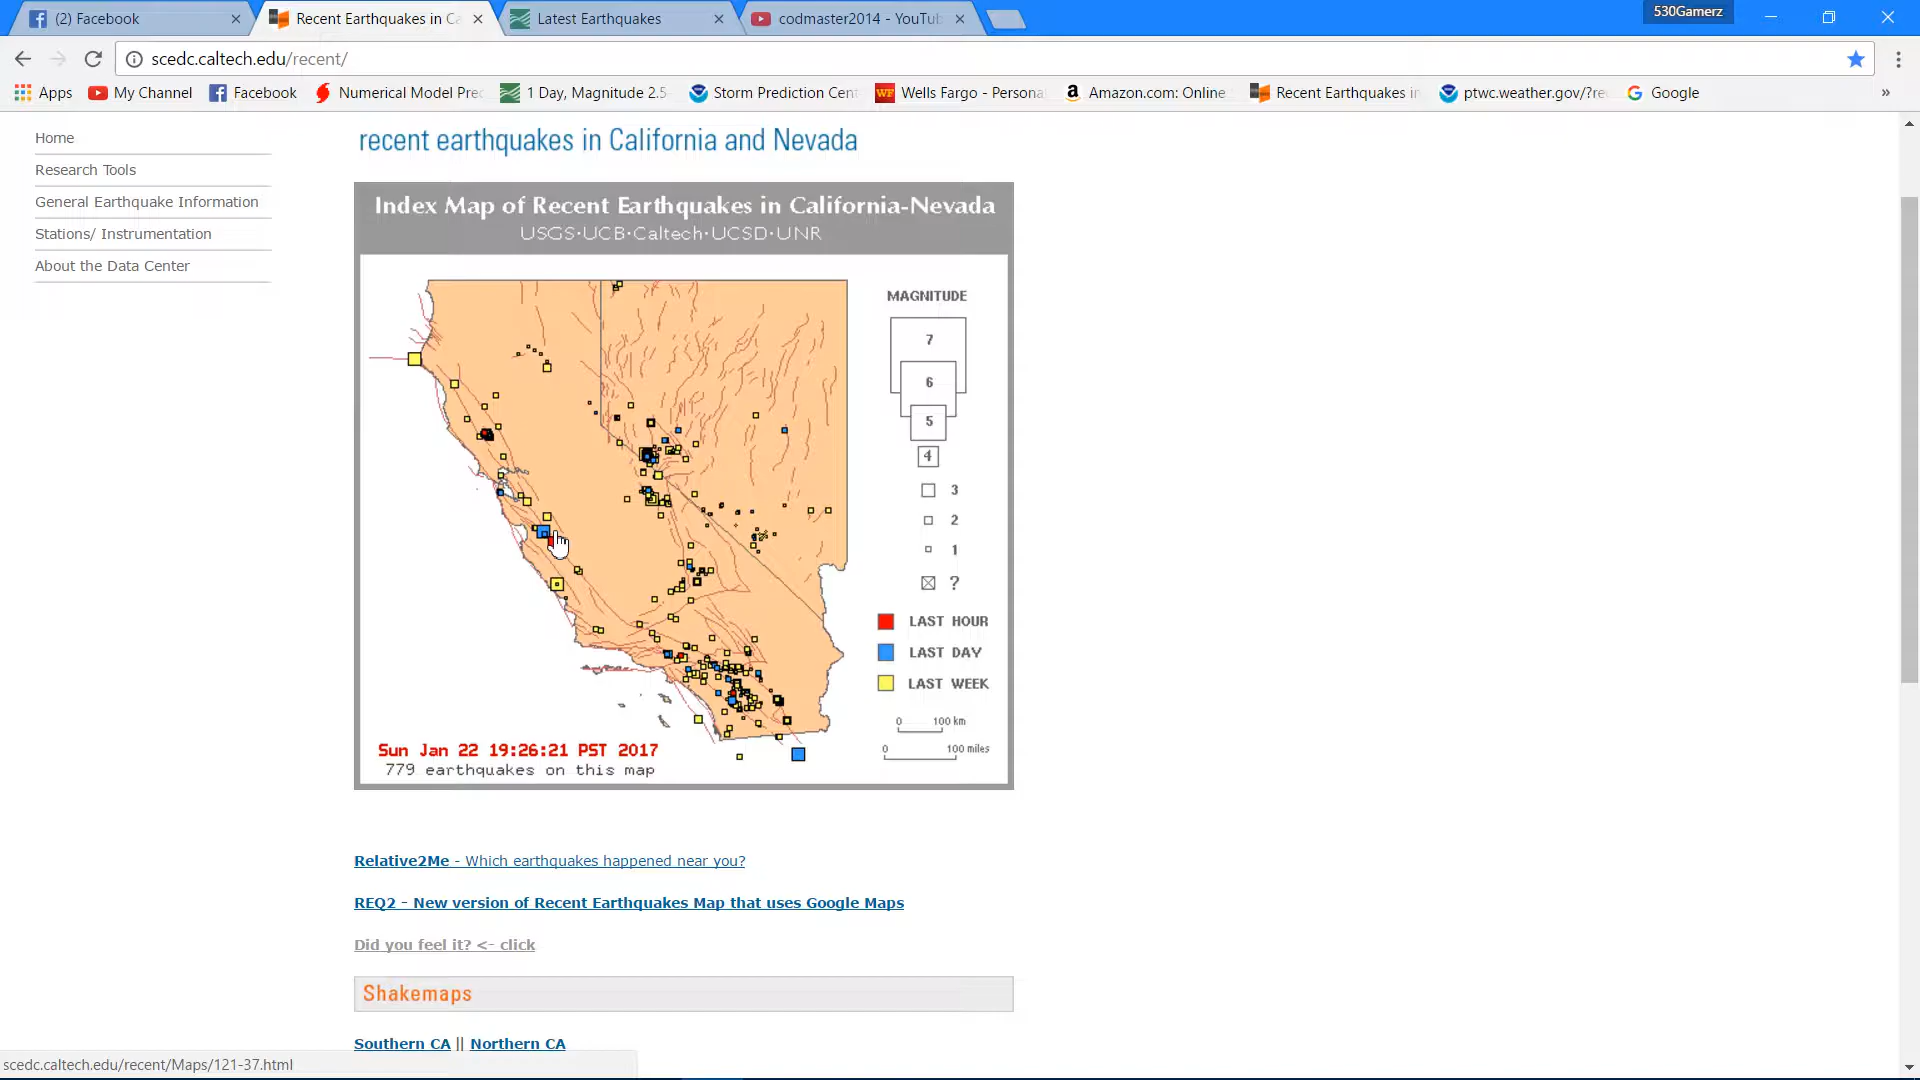 (2) Facebook
Recent Earthquakes in Ca
Latest Earthquakes
codmaster2014 - YouTub
530Gamerz
scedc.caltech.edu/recent/
Apps
My Channel
Facebook
Numerical Model Prec
1 Day, Magnitude 2.5
Storm Prediction Cent
WF
Wells Fargo - Persona
Amazon.com: Online
Recent Earthquakes in
ptwc.weather.gov/?re
Google
»
Home
Research Tools
General Earthquake Information
Stations/ Instrumentation
About the Data Center
recent earthquakes in California and Nevada
Index Map of Recent Earthquakes in California-Nevada
USGS·UCB·Caltech·UCSD·UNR
MAGNITUDE
7
6
5
4
3
2
1
?
LAST HOUR
LAST DAY
LAST WEEK
0 100 km
0 100 miles
Sun Jan 22 19:26:21 PST 2017
779 earthquakes on this map
Relative2Me - Which earthquakes happened near you?
REQ2 - New version of Recent Earthquakes Map that uses Google Maps
Did you feel it? <- click
Shakemaps
Southern CA || Northern CA
scedc.caltech.edu/recent/Maps/121-37.html